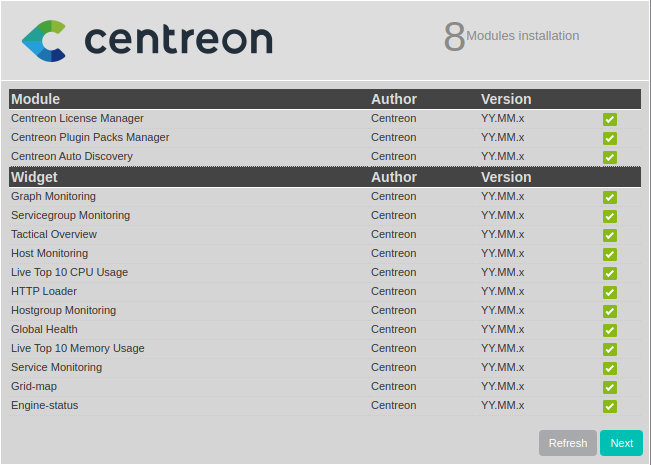 centreon
8 Modules installation
Module Author Version
Centreon License Manager Centreon YY.MM.x
Centreon Plugin Packs Manager Centreon YY.MM.x
Centreon Auto Discovery Centreon YY.MM.x
Widget Author Version
Graph Monitoring Centreon YY.MM.x
Servicegroup Monitoring Centreon YY.MM.x
Tactical Overview Centreon YY.MM.x
Host Monitoring Centreon YY.MM.x
Live Top 10 CPU Usage Centreon YY.MM.x
HTTP Loader Centreon YY.MM.x
Hostgroup Monitoring Centreon YY.MM.x
Global Health Centreon YY.MM.x
Live Top 10 Memory Usage Centreon YY.MM.x
Service Monitoring Centreon YY.MM.x
Grid-map Centreon YY.MM.x
Engine-status Centreon YY.MM.x
Refresh Next